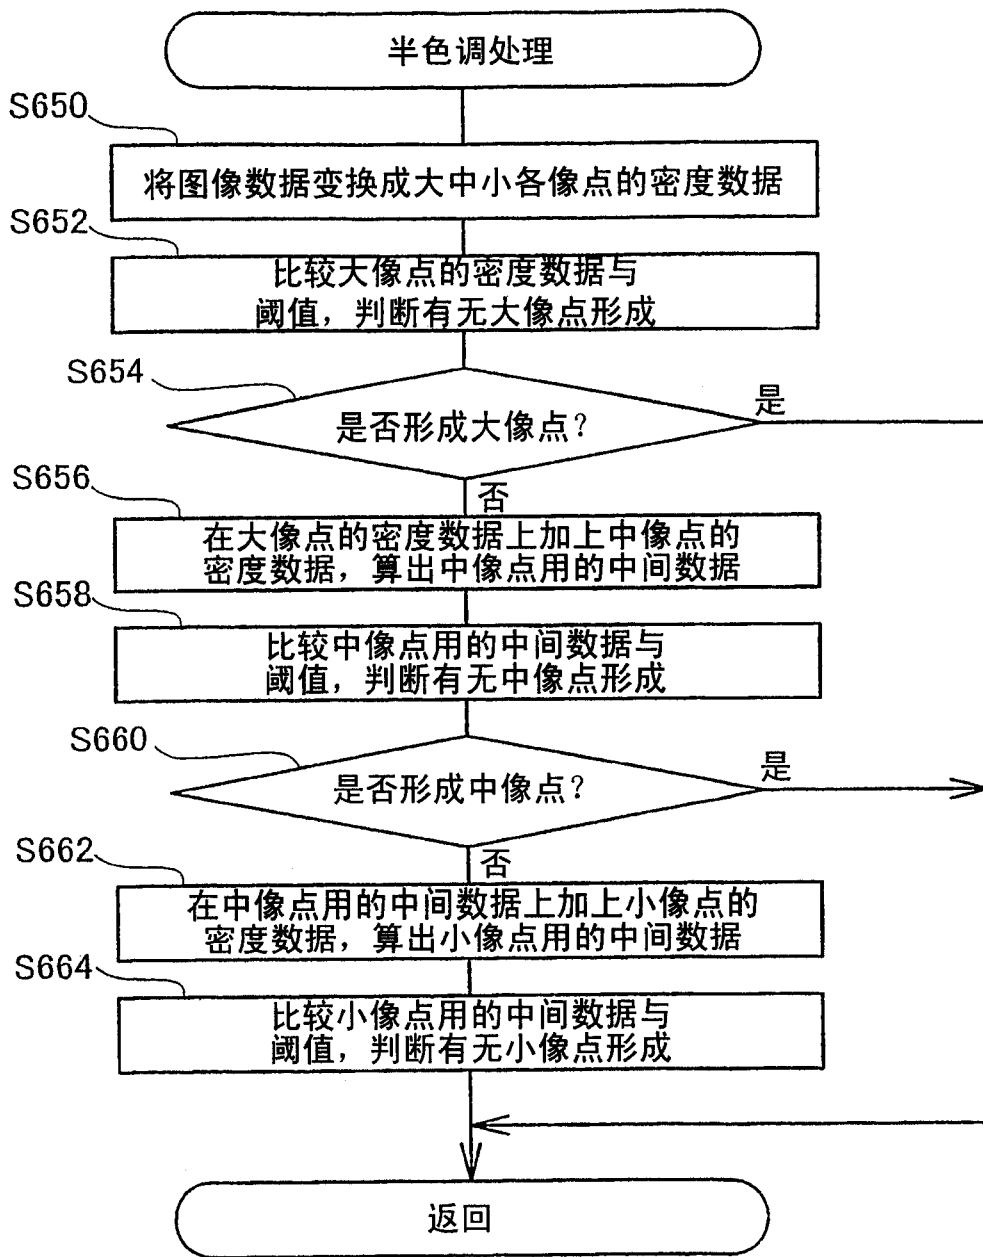 半色调处理
S650
将图像数据变换成大中小各像点的密度数据
S652
比较大像点的密度数据与
阈值，判断有无大像点形成
S654
是否形成大像点？
是
否
S656
在大像点的密度数据上加上中像点的
密度数据，算出中像点用的中间数据
S658
比较中像点用的中间数据与
阈值，判断有无中像点形成
S660
是否形成中像点？
是
否
S662
在中像点用的中间数据上加上小像点的
密度数据，算出小像点用的中间数据
S664
比较小像点用的中间数据与
阈值，判断有无小像点形成
返回